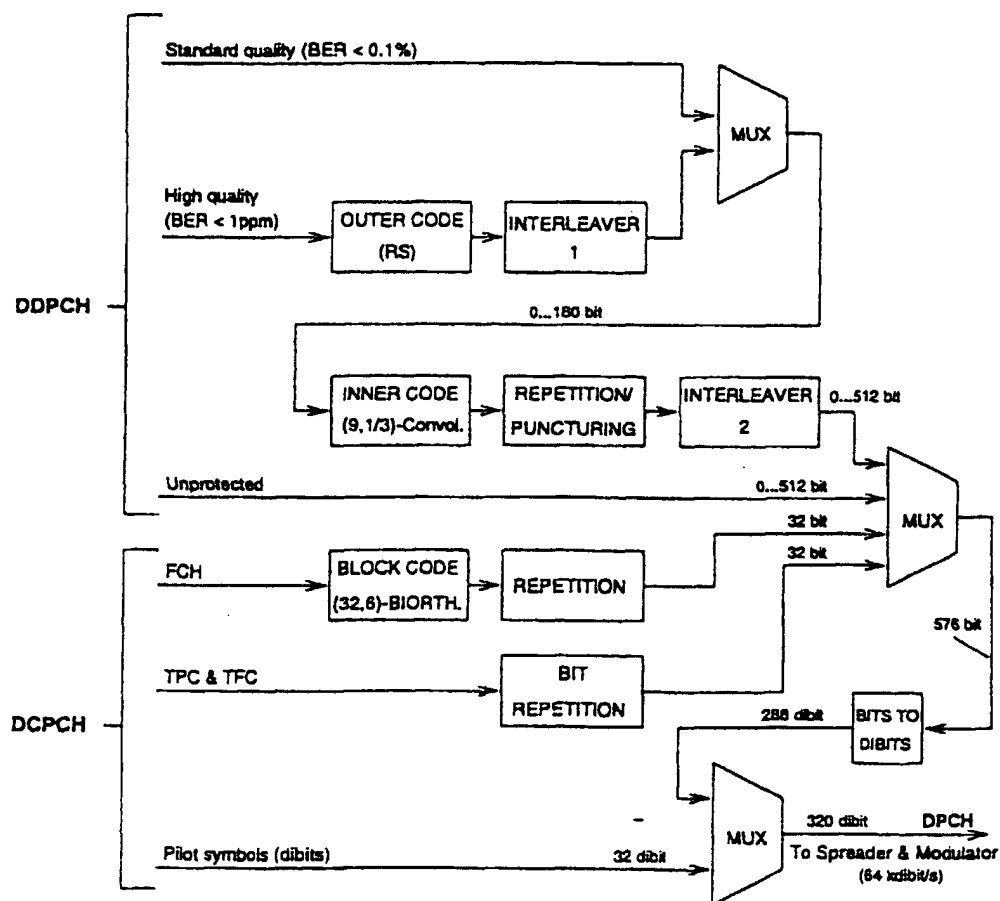 Standard quality (BER < 0.1%)
MUX
High quality
(BER < 1ppm)
OUTER CODE
(RS)
INTERLEAVER
1
DDPCH
0...180 bit
INNER CODE
(9,1/3)-Convol.
REPETITION/
PUNCTURING
INTERLEAVER
2
0...512 bit
Unprotected
0...512 bit
MUX
32 bit
FCH
BLOCK CODE
(32,6)-BIORTH.
REPETITION
32 bit
576 bit
TPC & TFC
BIT
REPETITION
DCPCH
288 dibit
BITS TO
DIBITS
MUX
320 dibit
DPCH
Pilot symbols (dibits)
32 dibit
To Spreader & Modulator
(64 kdibit/s)